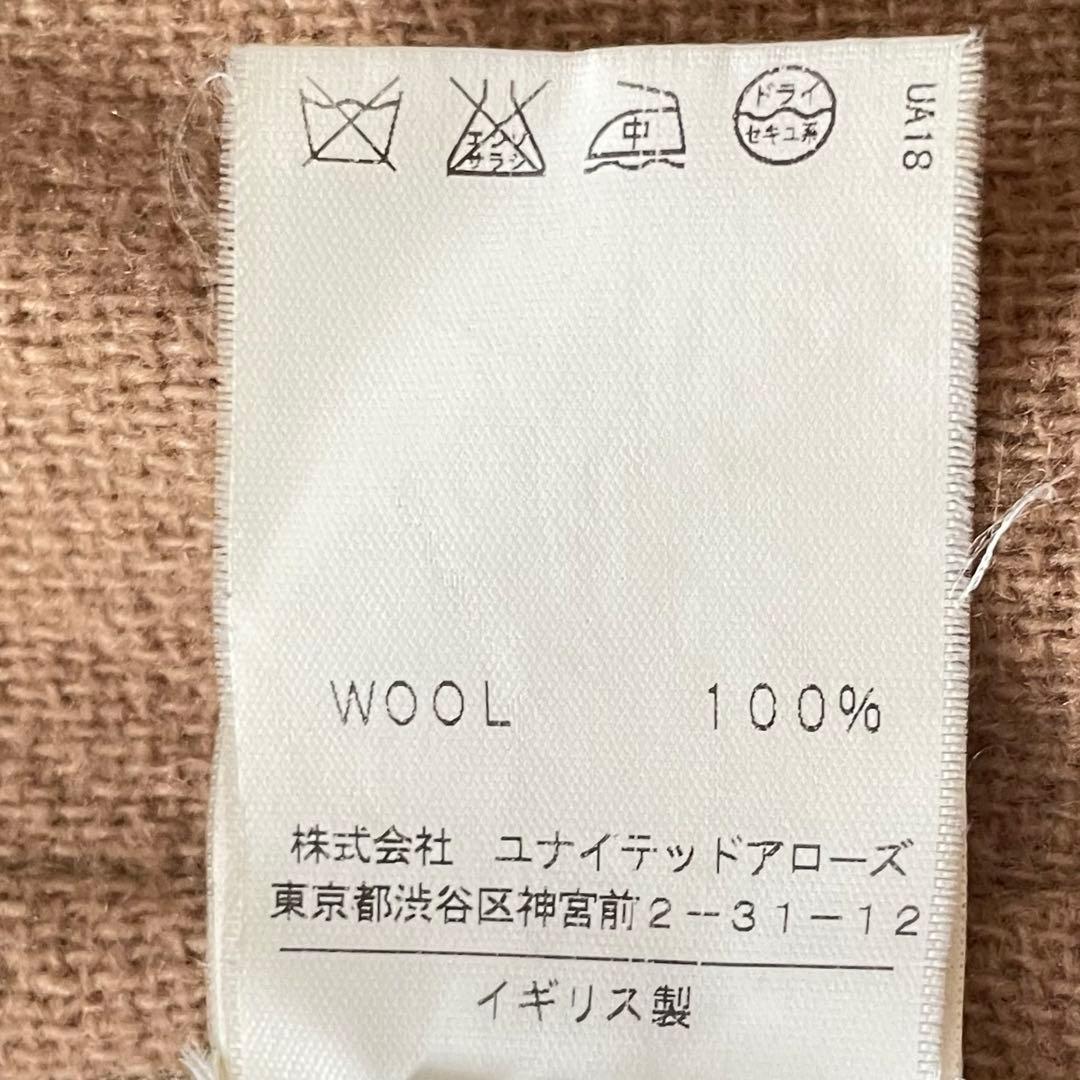 エンソ
サラシ
中
ドライ
セキユ系
UA18
WOOL 100%
株式会社 ユナイテッドアローズ
東京都渋谷区神宮前2-31-12
イギリス製